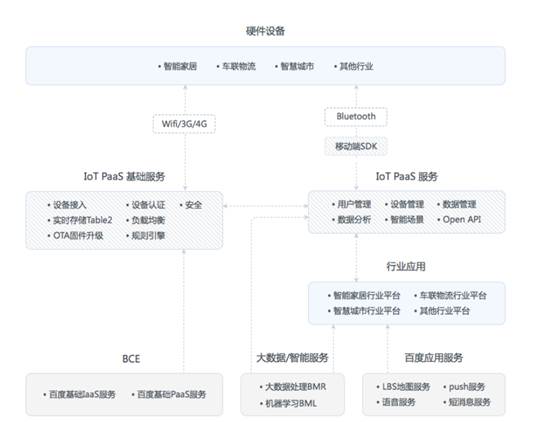 硬件设备
• 智能家居 • 车联物流 • 智慧城市 • 其他行业
Wifi/3G/4G
Bluetooth
移动端SDK
IoT PaaS 基础服务
IoT PaaS 服务
• 设备接入 • 设备认证 • 安全
• 实时存储Table2 • 负载均衡
• OTA固件升级 • 规则引擎
• 用户管理 • 设备管理 • 数据管理
• 数据分析 • 智能场景 • Open API
行业应用
• 智能家居行业平台 • 车联物流行业平台
• 智慧城市行业平台 • 其他行业平台
BCE
大数据/智能服务
百度应用服务
• 百度基础IaaS服务 • 百度基础PaaS服务
• 大数据处理BMR
• 机器学习BML
• LBS地图服务 • push服务
• 语音服务 • 短消息服务